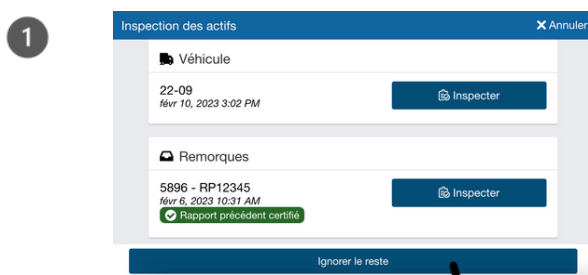 1
Inspection des actifs
Annuler
Véhicule
22-09
févr 10, 2023 3:02 PM
Inspecter
Remorques
5896 - RP12345
févr 6, 2023 10:31 AM
Inspecter
Rapport précédent certifié
Ignorer le reste